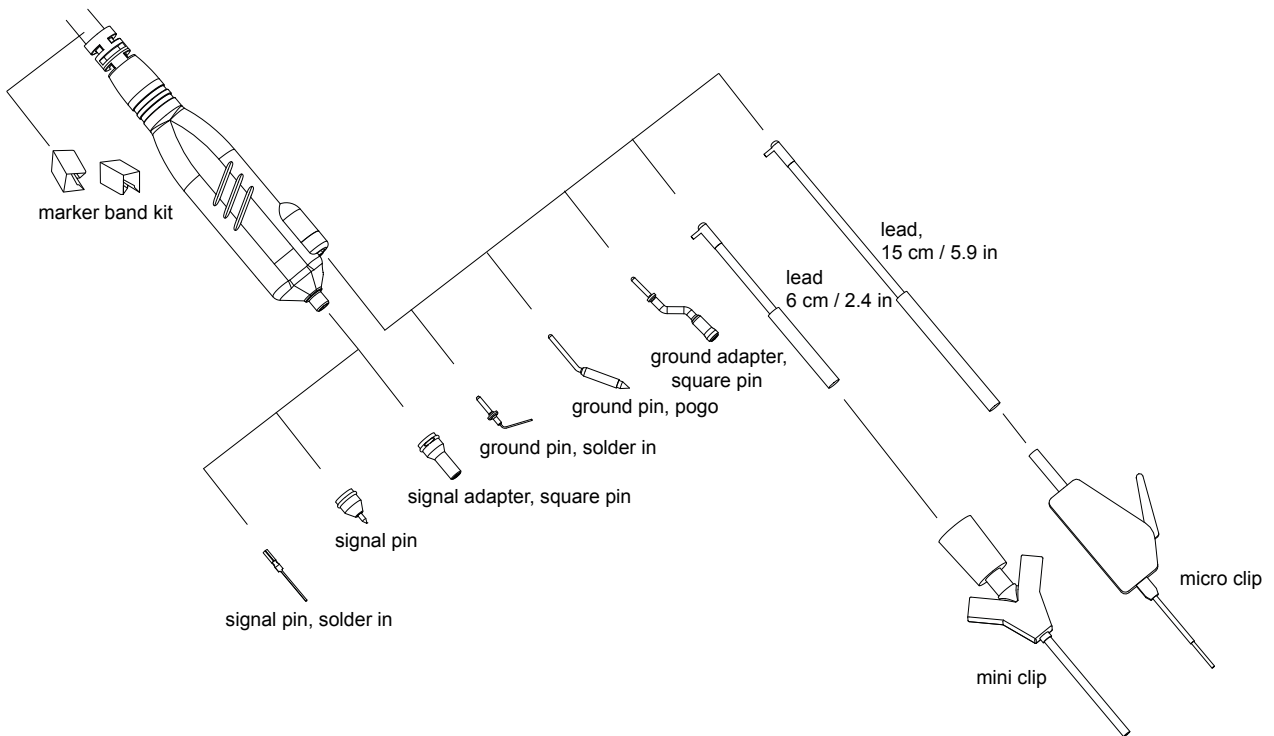 marker band kit
lead,
15 cm / 5.9 in
lead
6 cm / 2.4 in
ground adapter,
square pin
ground pin, pogo
ground pin, solder in
signal adapter, square pin
signal pin
signal pin, solder in
micro clip
mini clip